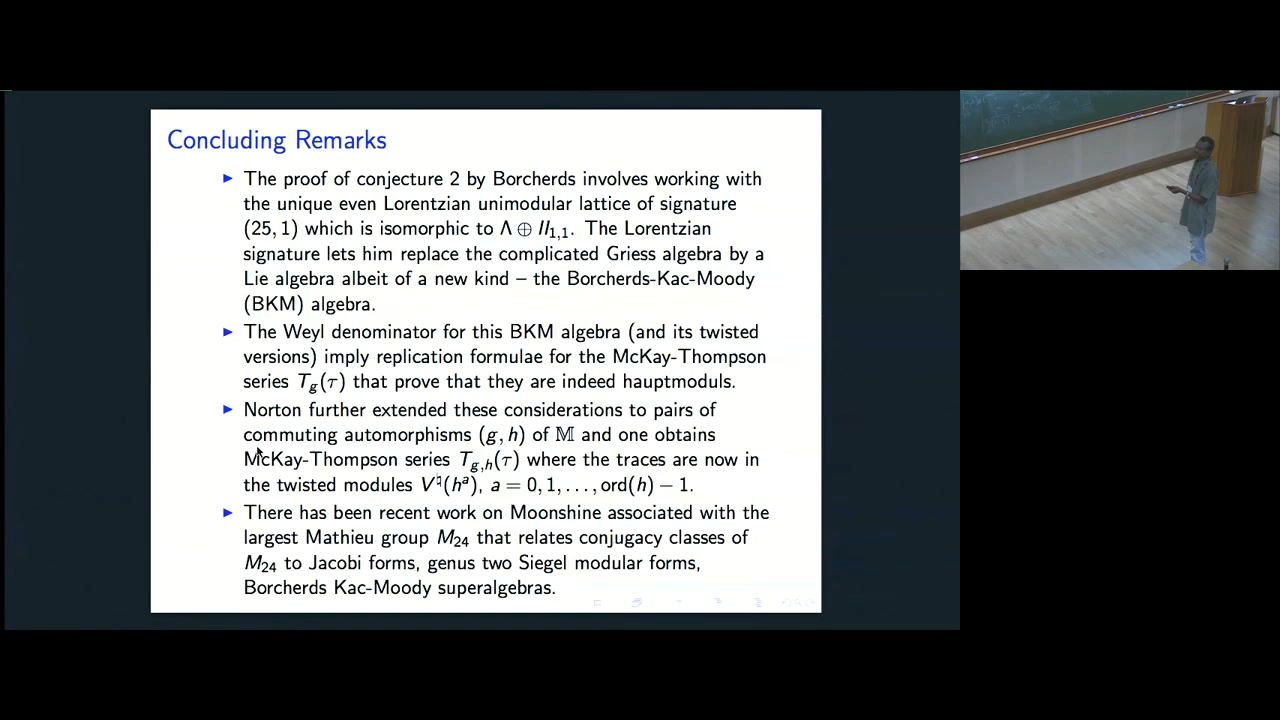 Concluding Remarks
▶ The proof of conjecture 2 by Borcherds involves working with
the unique even Lorentzian unimodular lattice of signature
(25, 1) which is isomorphic to Λ ⊕ II₁,₁. The Lorentzian
signature lets him replace the complicated Griess algebra by a
Lie algebra albeit of a new kind – the Borcherds-Kac-Moody
(BKM) algebra.
▶ The Weyl denominator for this BKM algebra (and its twisted
versions) imply replication formulae for the McKay-Thompson
series T_g(τ) that prove that they are indeed hauptmoduls.
▶ Norton further extended these considerations to pairs of
commuting automorphisms (g, h) of 𝕄 and one obtains
McKay-Thompson series T_{g,h}(τ) where the traces are now in
the twisted modules V^♮(h^a), a = 0, 1, . . . , ord(h) − 1.
▶ There has been recent work on Moonshine associated with the
largest Mathieu group M₂₄ that relates conjugacy classes of
M₂₄ to Jacobi forms, genus two Siegel modular forms,
Borcherds Kac-Moody superalgebras.